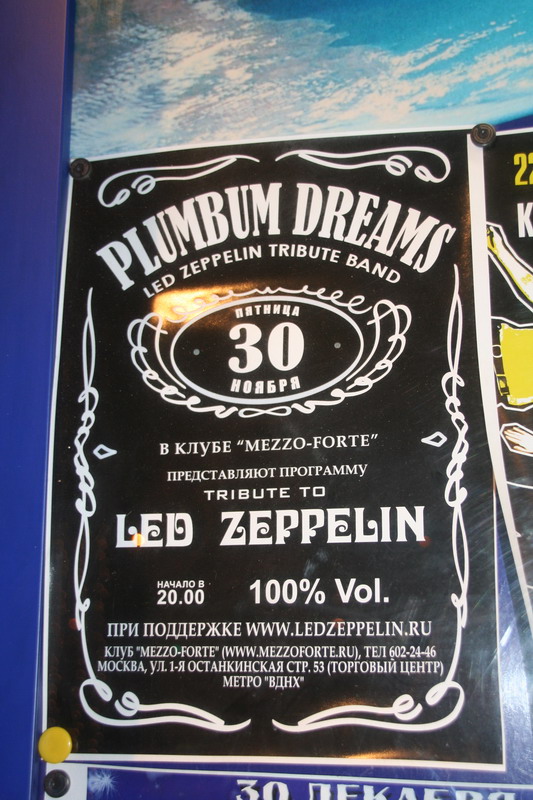 PLUMBUM DREAMS
LED ZEPPELIN TRIBUTE BAND
ПЯТНИЦА
30
НОЯБРЯ
В КЛУБЕ "MEZZO-FORTE"
ПРЕДСТАВЛЯЮТ ПРОГРАММУ
TRIBUTE TO
LED ZEPPELIN
НАЧАЛО В
20.00
100% Vol.
ПРИ ПОДДЕРЖКЕ WWW.LEDZEPPELIN.RU
КЛУБ "MEZZO-FORTE" (WWW.MEZZOFORTE.RU), ТЕЛ 602-24-46
МОСКВА, УЛ. 1-Я ОСТАНКИНСКАЯ СТР. 53 (ТОРГОВЫЙ ЦЕНТР)
МЕТРО "ВДНХ"
22
K
30 ДЕКАБРЯ